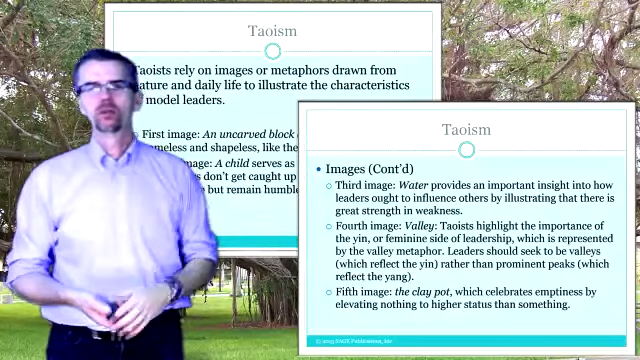 Taoism
Taoists rely on images or metaphors drawn from
nature and daily life to illustrate the characteristics
model leaders.
First image: An uncarved block
nameless and shapeless, like the
image: A child serves as
don't get caught up
but remain humble
Taoism
Images (Cont'd)
Third image: Water provides an important insight into how
leaders ought to influence others by illustrating that there is
great strength in weakness.
Fourth image: Valley: Taoists highlight the importance of
the yin, or feminine side of leadership, which is represented
by the valley metaphor. Leaders should seek to be valleys
(which reflect the yin) rather than prominent peaks (which
reflect the yang).
Fifth image: the clay pot, which celebrates emptiness by
elevating nothing to higher status than something.
© 2013 SAGE Publications, Inc